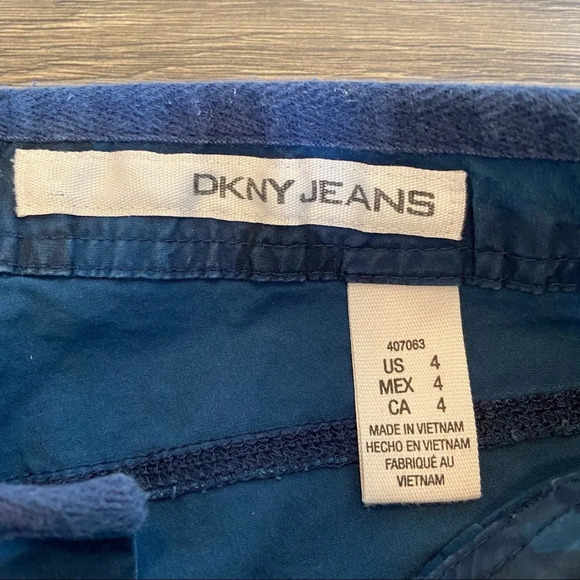 DKNY JEANS
407063
US 4
MEX 4
CA 4
MADE IN VIETNAM
HECHO EN VIETNAM
FABRIQUÉ AU
VIETNAM